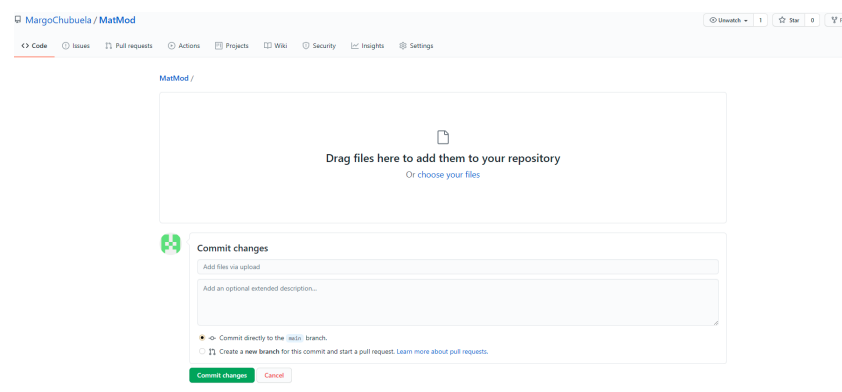 MargoChubuela / MatMod
Unwatch 1 Star 0
Code Issues Pull requests Actions Projects Wiki Security Insights Settings
MatMod /
Drag files here to add them to your repository
Or choose your files
Commit changes
Add files via upload
Add an optional extended description...
Commit directly to the main branch.
Create a new branch for this commit and start a pull request. Learn more about pull requests.
Commit changes Cancel